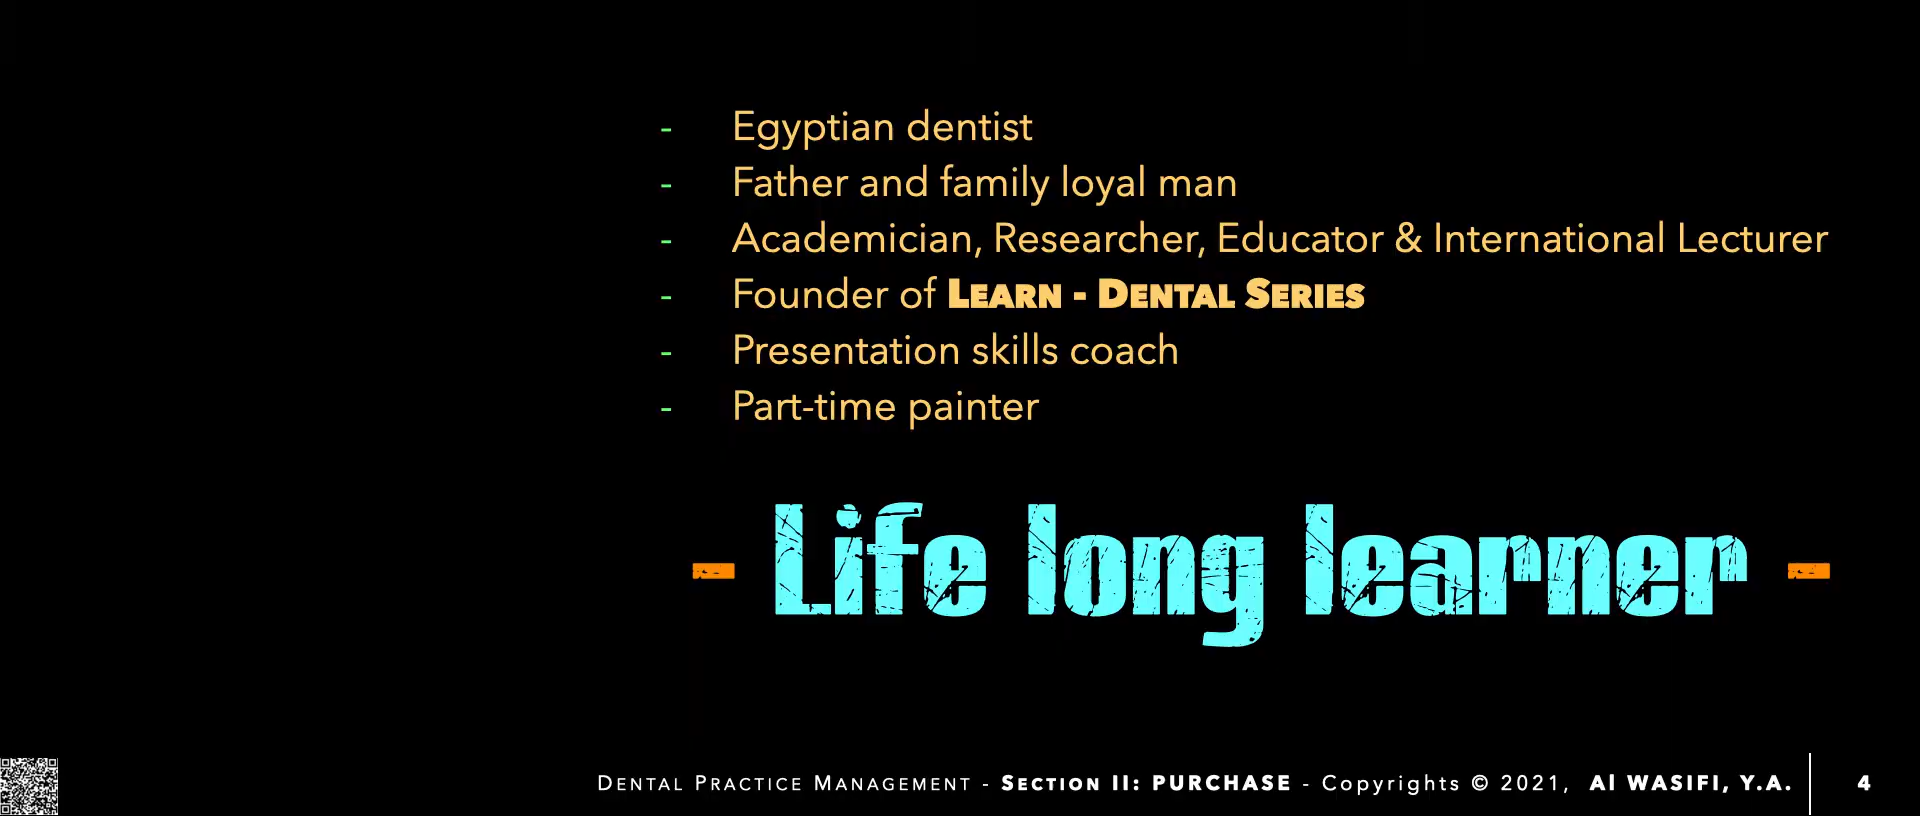 - Egyptian dentist
- Father and family loyal man
- Academician, Researcher, Educator & International Lecturer
- Founder of LEARN - DENTAL SERIES
- Presentation skills coach
- Part-time painter
- Life long learner -
DENTAL PRACTICE MANAGEMENT - SECTION II: PURCHASE - Copyrights © 2021, Al WASIFI, Y.A. 4